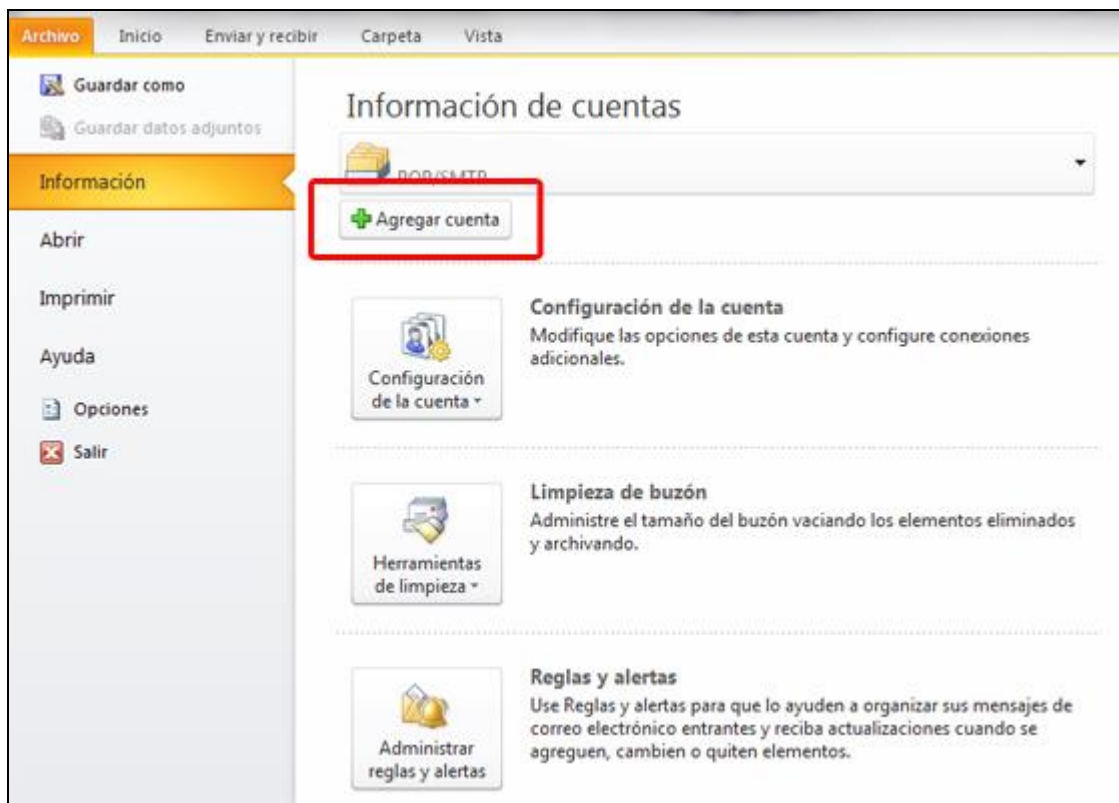 Archivo Inicio Enviar y recibir Carpeta Vista
Guardar como
Guardar datos adjuntos
Información
Abrir
Imprimir
Ayuda
Opciones
Salir
Información de cuentas
POP/SMTP
Agregar cuenta
Configuración
de la cuenta
Configuración de la cuenta
Modifique las opciones de esta cuenta y configure conexiones
adicionales.
Herramientas
de limpieza
Limpieza de buzón
Administre el tamaño del buzón vaciando los elementos eliminados
y archivando.
Administrar
reglas y alertas
Reglas y alertas
Use Reglas y alertas para que lo ayuden a organizar sus mensajes de
correo electrónico entrantes y reciba actualizaciones cuando se
agreguen, cambien o quiten elementos.